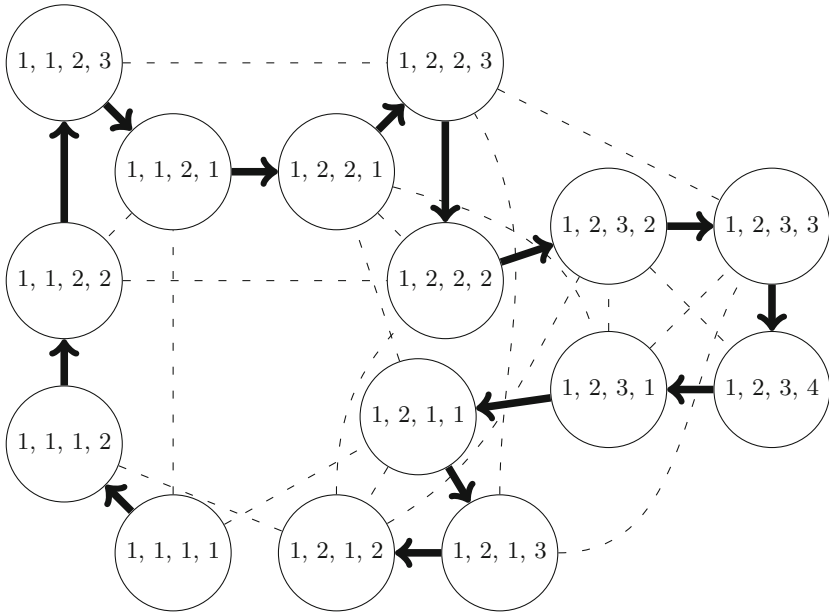 1, 1, 2, 3
1, 2, 2, 3
1, 1, 2, 1
1, 2, 2, 1
1, 2, 3, 2
1, 2, 3, 3
1, 1, 2, 2
1, 2, 2, 2
1, 2, 3, 1
1, 2, 3, 4
1, 2, 1, 1
1, 1, 1, 2
1, 1, 1, 1
1, 2, 1, 2
1, 2, 1, 3